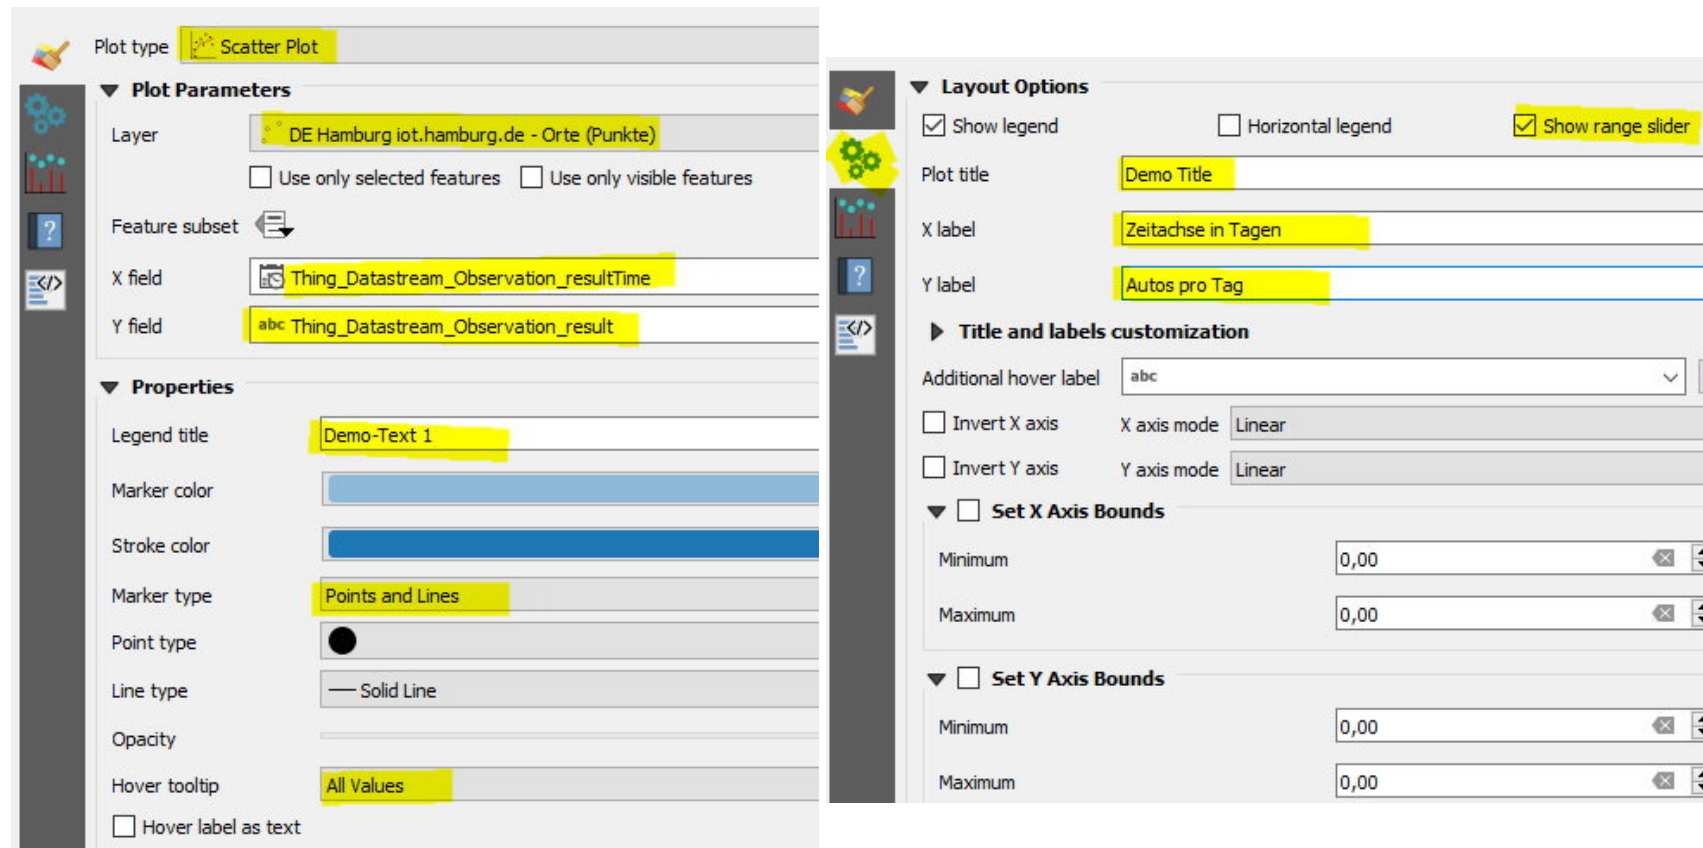 Plot type Scatter Plot
Plot Parameters
Layer DE Hamburg iot.hamburg.de - Orte (Punkte)
Use only selected features Use only visible features
Feature subset
X field Thing_Datastream_Observation_resultTime
Y field abc Thing_Datastream_Observation_result
Properties
Legend title Demo-Text 1
Marker color
Stroke color
Marker type Points and Lines
Point type
Line type Solid Line
Opacity
Hover tooltip All Values
Hover label as text
Layout Options
Show legend Horizontal legend Show range slider
Plot title Demo Title
X label Zeitachse in Tagen
Y label Autos pro Tag
Title and labels customization
Additional hover label abc
Invert X axis X axis mode Linear
Invert Y axis Y axis mode Linear
Set X Axis Bounds
Minimum 0,00
Maximum 0,00
Set Y Axis Bounds
Minimum 0,00
Maximum 0,00